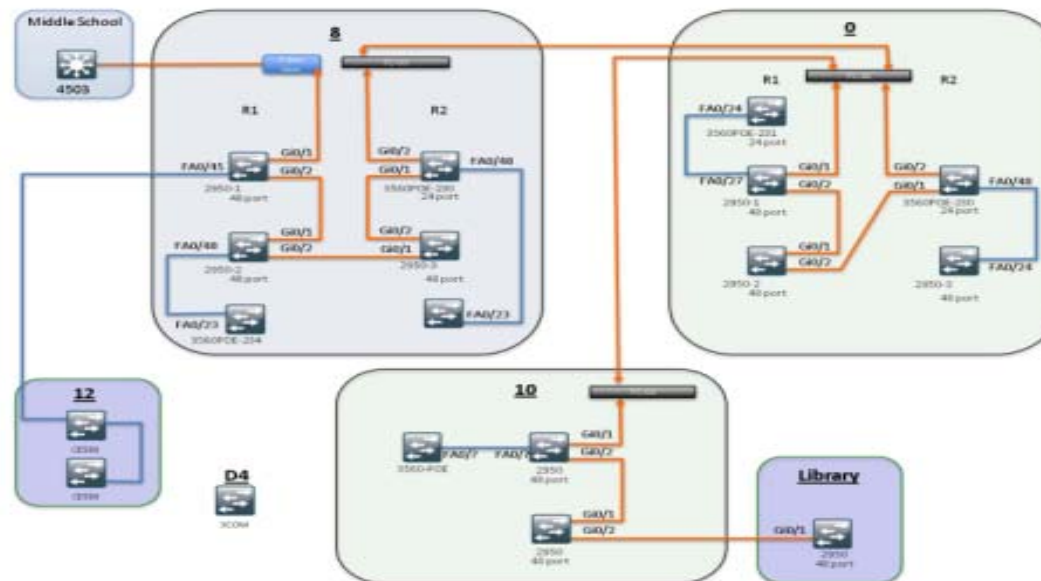 Middle School
4503
8
R1
R2
FA0/45
Gi0/1
Gi0/2
2950-1
48 port
Gi0/2
Gi0/1
FA0/48
3560POE-230
24 port
FA0/48
Gi0/1
Gi0/2
2950-2
48 port
Gi0/2
Gi0/1
2950-3
48 port
FA0/23
3560POE-234
FA0/23
0
R1
R2
FA0/24
3560POE-231
24 port
FA0/27
Gi0/1
Gi0/2
2950-1
48 port
Gi0/2
Gi0/1
FA0/48
3560POE-230
24 port
Gi0/1
Gi0/2
2950-2
48 port
FA0/24
2950-3
48 port
12
D4
3COM
10
3560-POE
FA0/?
FA0/?
Gi0/1
Gi0/2
2950
48 port
Gi0/1
Gi0/2
2950
48 port
Library
Gi0/1
2950
48 port